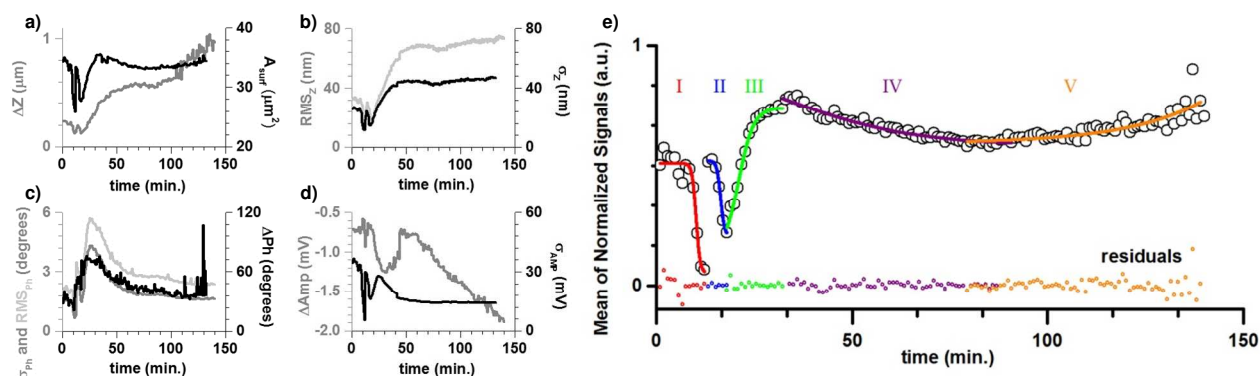 a)
40
1
ΔZ (μm)
30
A_surf (μm²)
0
20
0
50
100
150
time (min.)
b)
80
80
RMS_Z (nm)
40
40
σ_Z (nm)
0
0
0
50
100
150
time (min.)
c)
6
120
σ_Ph and RMS_Ph (degrees)
3
60
ΔPh (degrees)
0
0
0
50
100
150
time (min.)
d)
-0.5
60
ΔAmp (mV)
-1.0
30
-1.5
σ_AMP (mV)
-2.0
0
0
50
100
150
time (min.)
e)
1
Mean of Normalized Signals (a.u.)
I
II
III
IV
V
residuals
0
0
50
100
150
time (min.)